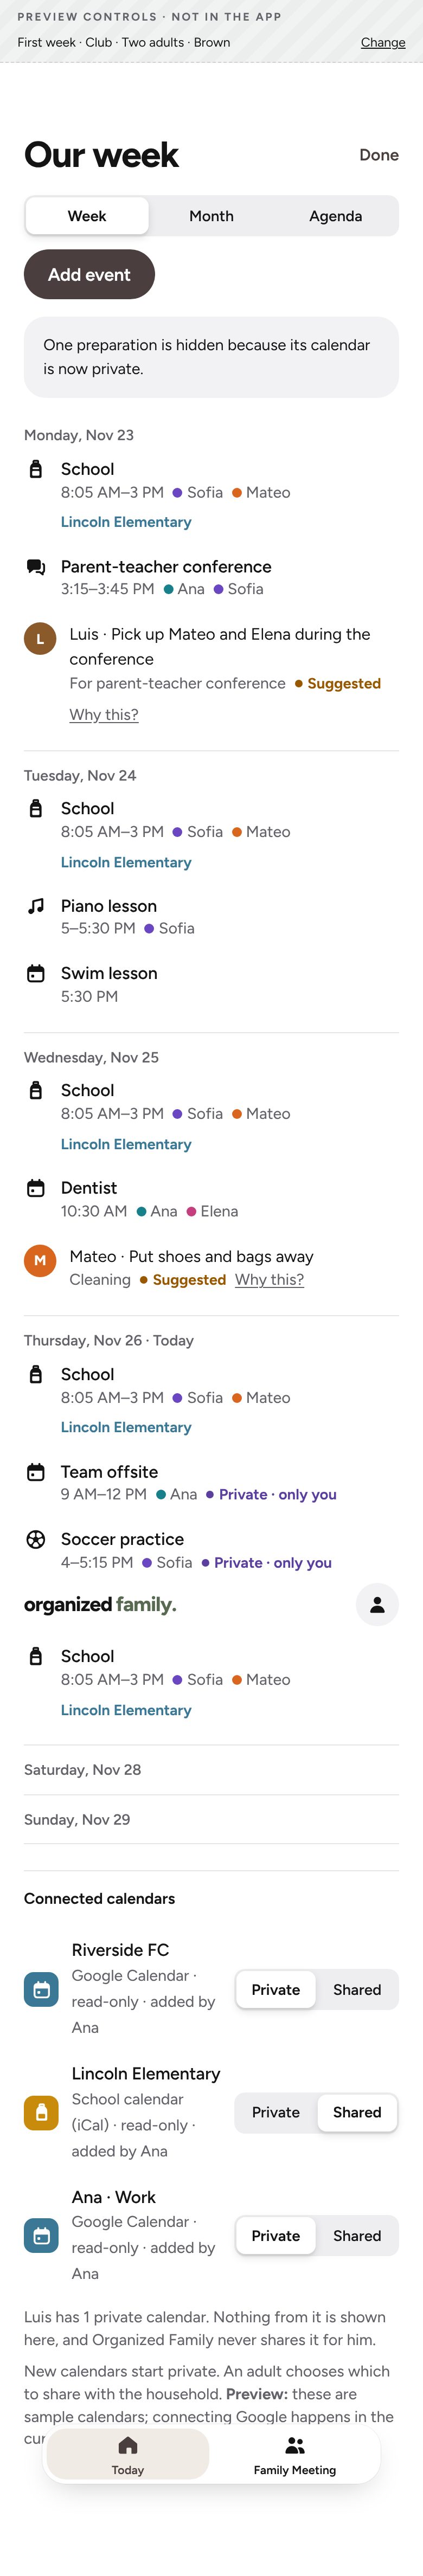 PREVIEW CONTROLS · NOT IN THE APP
First week · Club · Two adults · Brown
Change
Our week
Done
Week
Month
Agenda
Add event
One preparation is hidden because its calendar
is now private.
Monday, Nov 23
School
8:05 AM–3 PM Sofia Mateo
Lincoln Elementary
Parent-teacher conference
3:15–3:45 PM Ana Sofia
L
Luis · Pick up Mateo and Elena during the
conference
For parent-teacher conference Suggested
Why this?
Tuesday, Nov 24
School
8:05 AM–3 PM Sofia Mateo
Lincoln Elementary
Piano lesson
5–5:30 PM Sofia
Swim lesson
5:30 PM
Wednesday, Nov 25
School
8:05 AM–3 PM Sofia Mateo
Lincoln Elementary
Dentist
10:30 AM Ana Elena
M
Mateo · Put shoes and bags away
Cleaning Suggested Why this?
Thursday, Nov 26 · Today
School
8:05 AM–3 PM Sofia Mateo
Lincoln Elementary
Team offsite
9 AM–12 PM Ana Private · only you
Soccer practice
4–5:15 PM Sofia Private · only you
organized family.
School
8:05 AM–3 PM Sofia Mateo
Lincoln Elementary
Saturday, Nov 28
Sunday, Nov 29
Connected calendars
Riverside FC
Google Calendar ·
read-only · added by
Ana
Private
Shared
Lincoln Elementary
School calendar
(iCal) · read-only ·
added by Ana
Private
Shared
Ana · Work
Google Calendar ·
read-only · added by
Ana
Private
Shared
Luis has 1 private calendar. Nothing from it is shown
here, and Organized Family never shares it for him.
New calendars start private. An adult chooses which
to share with the household. Preview: these are
sample calendars; connecting Google happens in the
Today
Family Meeting